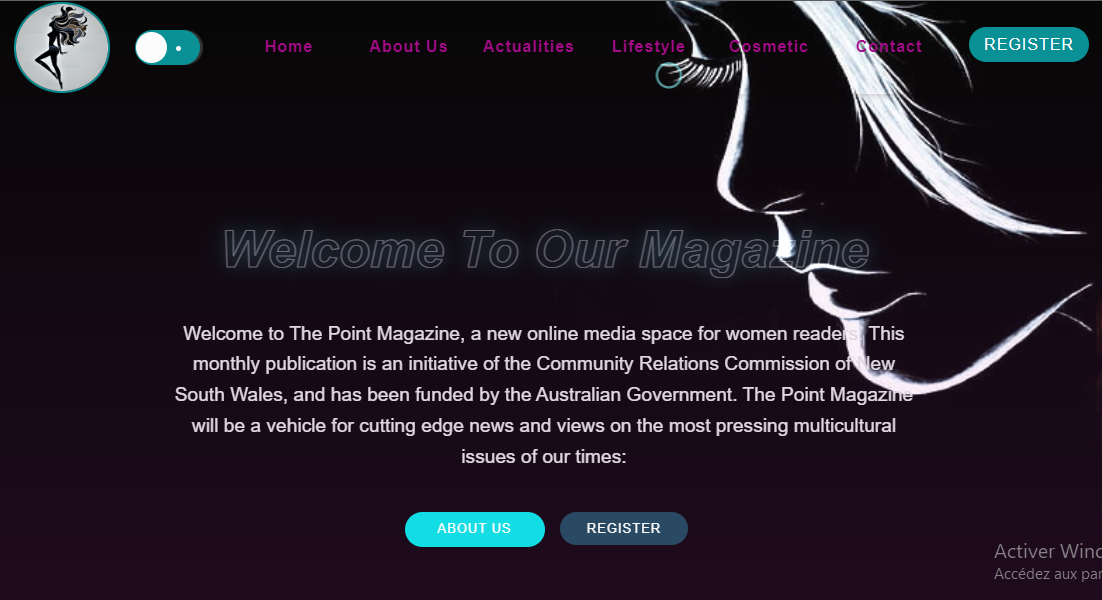 Home About Us Actualities Lifestyle Cosmetic Contact REGISTER
Welcome To Our Magazine
Welcome to The Point Magazine, a new online media space for women readers. This
monthly publication is an initiative of the Community Relations Commission of New
South Wales, and has been funded by the Australian Government. The Point Magazine
will be a vehicle for cutting edge news and views on the most pressing multicultural
issues of our times:
ABOUT US REGISTER
Activer Wind
Accédez aux par